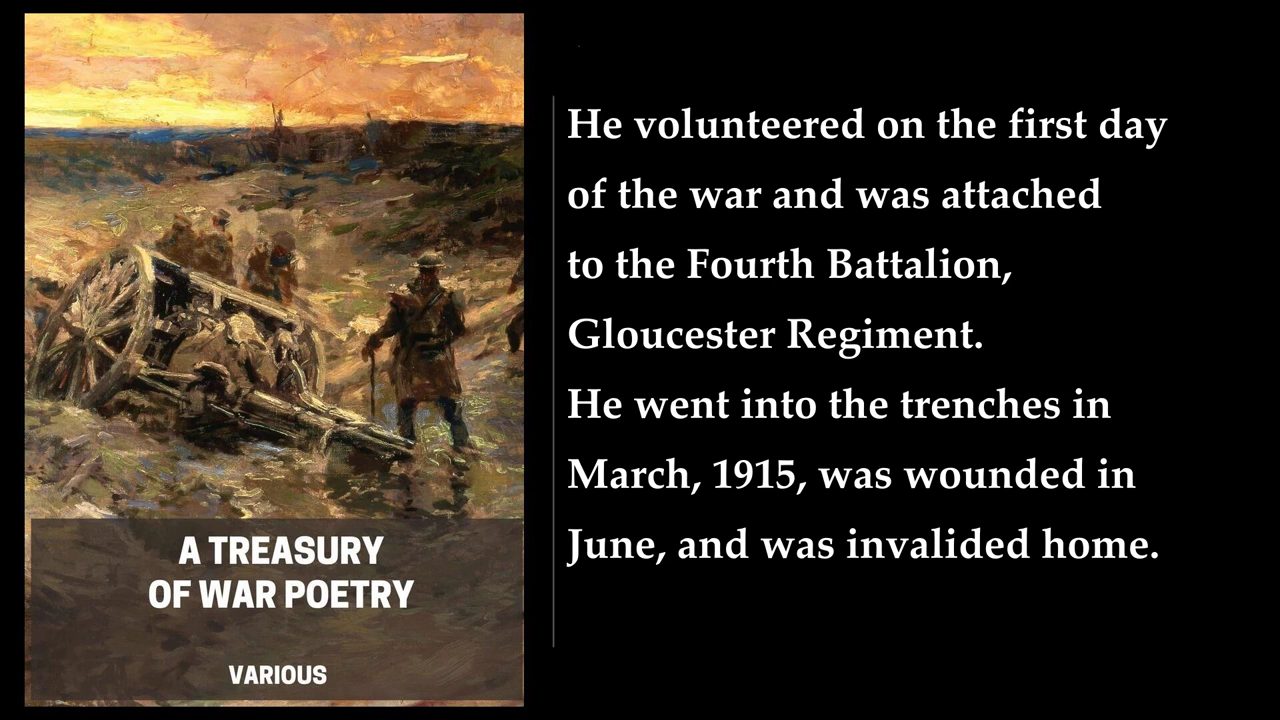 A TREASURY
OF WAR POETRY
VARIOUS
He volunteered on the first day
of the war and was attached
to the Fourth Battalion,
Gloucester Regiment.
He went into the trenches in
March, 1915, was wounded in
June, and was invalided home.